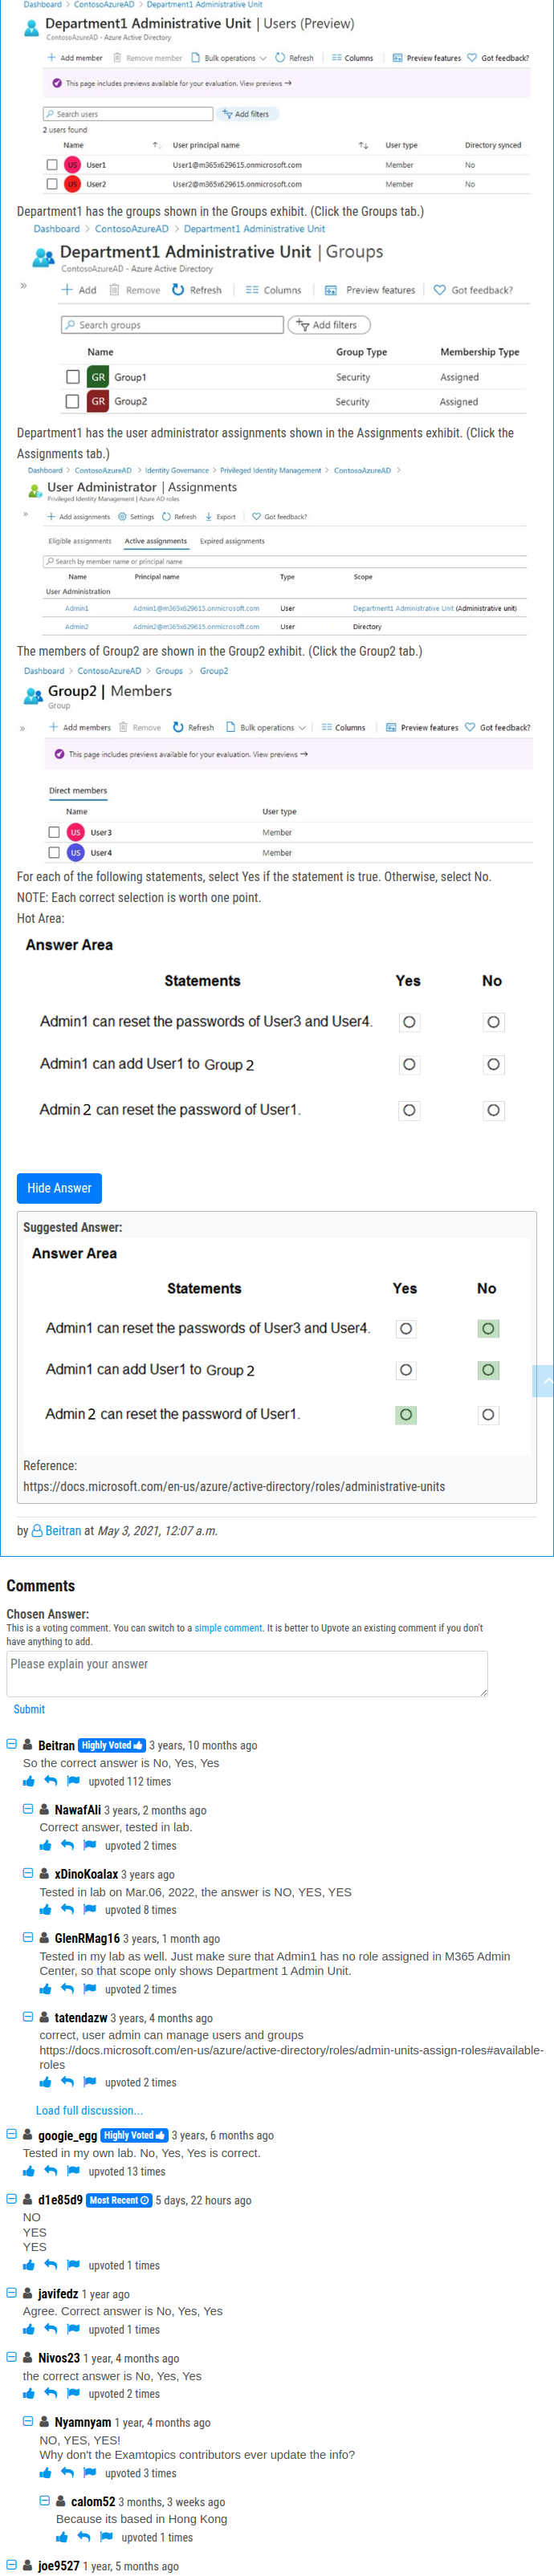 Dashboard > ContosoAzureAD > Department1 Administrative Unit
Department1 Administrative Unit | Users (Preview)
ContosoAzureAD - Azure Active Directory
Add member Remove member Bulk operations Refresh Columns Preview features Got feedback?
This page includes previews available for your evaluation. View previews →
Search users Add filters
2 users found
Name User principal name User type Directory synced
US User1 User1@m365x629615.onmicrosoft.com Member No
US User2 User2@m365x629615.onmicrosoft.com Member No
Department1 has the groups shown in the Groups exhibit. (Click the Groups tab.)
Dashboard > ContosoAzureAD > Department1 Administrative Unit
Department1 Administrative Unit | Groups
ContosoAzureAD - Azure Active Directory
» Add Remove Refresh Columns Preview features Got feedback?
Search groups Add filters
Name Group Type Membership Type
GR Group1 Security Assigned
GR Group2 Security Assigned
Department1 has the user administrator assignments shown in the Assignments exhibit. (Click the
Assignments tab.)
Dashboard > ContosoAzureAD > Identity Governance > Privileged Identity Management > ContosoAzureAD >
User Administrator | Assignments
Privileged Identity Management | Azure AD roles
» Add assignments Settings Refresh Export Got feedback?
Eligible assignments Active assignments Expired assignments
Search by member name or principal name
Name Principal name Type Scope
User Administration
Admin1 Admin1@m365x629615.onmicrosoft.com User Department1 Administrative Unit (Administrative unit)
Admin2 Admin2@m365x629615.onmicrosoft.com User Directory
The members of Group2 are shown in the Group2 exhibit. (Click the Group2 tab.)
Dashboard > ContosoAzureAD > Groups > Group2
Group2 | Members
Group
» Add members Remove Refresh Bulk operations Columns Preview features Got feedback?
This page includes previews available for your evaluation. View previews →
Direct members
Name User type
US User3 Member
US User4 Member
For each of the following statements, select Yes if the statement is true. Otherwise, select No.
NOTE: Each correct selection is worth one point.
Hot Area:
Answer Area
Statements Yes No
Admin1 can reset the passwords of User3 and User4.
Admin1 can add User1 to Group 2
Admin 2 can reset the password of User1.
Hide Answer
Suggested Answer:
Answer Area
Statements Yes No
Admin1 can reset the passwords of User3 and User4.
Admin1 can add User1 to Group 2
Admin 2 can reset the password of User1.
Reference:
https://docs.microsoft.com/en-us/azure/active-directory/roles/administrative-units
by Beitran at May 3, 2021, 12:07 a.m.
Comments
Chosen Answer:
This is a voting comment. You can switch to a simple comment. It is better to Upvote an existing comment if you don't
have anything to add.
Please explain your answer
Submit
Beitran Highly Voted 3 years, 10 months ago
So the correct answer is No, Yes, Yes
upvoted 112 times
NawafAli 3 years, 2 months ago
Correct answer, tested in lab.
upvoted 2 times
xDinoKoalax 3 years ago
Tested in lab on Mar.06, 2022, the answer is NO, YES, YES
upvoted 8 times
GlenRMag16 3 years, 1 month ago
Tested in my lab as well. Just make sure that Admin1 has no role assigned in M365 Admin
Center, so that scope only shows Department 1 Admin Unit.
upvoted 2 times
tatendazw 3 years, 4 months ago
correct, user admin can manage users and groups
https://docs.microsoft.com/en-us/azure/active-directory/roles/admin-units-assign-roles#available-
roles
upvoted 2 times
Load full discussion...
googie_egg Highly Voted 3 years, 6 months ago
Tested in my own lab. No, Yes, Yes is correct.
upvoted 13 times
d1e85d9 Most Recent 5 days, 22 hours ago
NO
YES
YES
upvoted 1 times
javifedz 1 year ago
Agree. Correct answer is No, Yes, Yes
upvoted 1 times
Nivos23 1 year, 4 months ago
the correct answer is No, Yes, Yes
upvoted 2 times
Nyamnyam 1 year, 4 months ago
NO, YES, YES!
Why don't the Examtopics contributors ever update the info?
upvoted 3 times
calom52 3 months, 3 weeks ago
Because its based in Hong Kong
upvoted 1 times
joe9527 1 year, 5 months ago